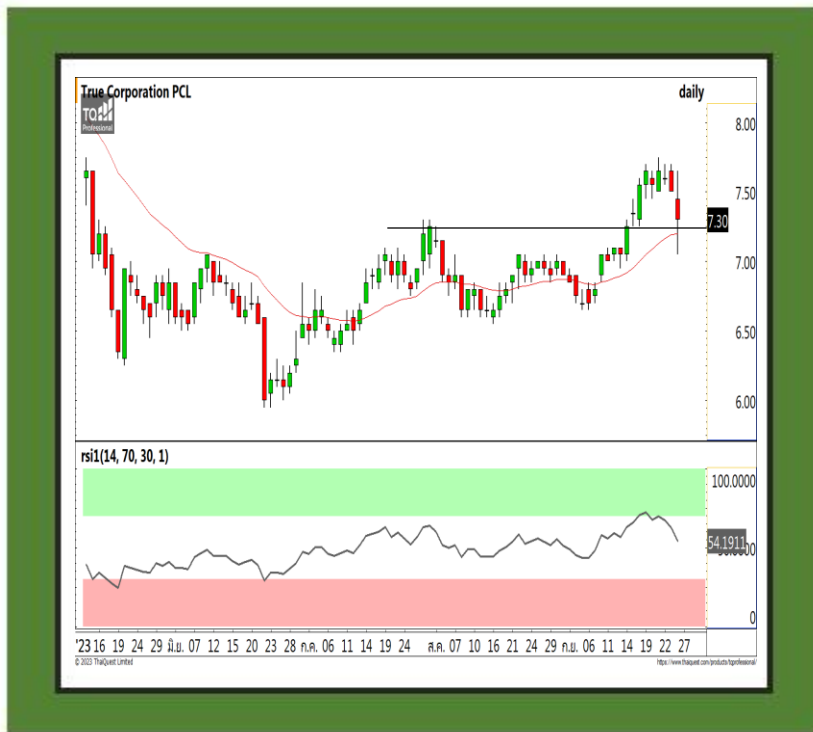 True Corporation PCL
daily
TQ
Professional
8.00
7.50
7.30
7.00
6.50
6.00
rsi1(14, 70, 30, 1)
100.0000
54.1911
0
'23 16 19 24 29 มิ.ย. 07 12 15 20 23 28 ก.ค. 06 11 14 19 24 ส.ค. 07 10 16 21 24 29 ก.ย. 06 11 14 19 22 27
© 2023 ThaiQuest Limited
https://www.thaiquest.com/products/tqprofessional/